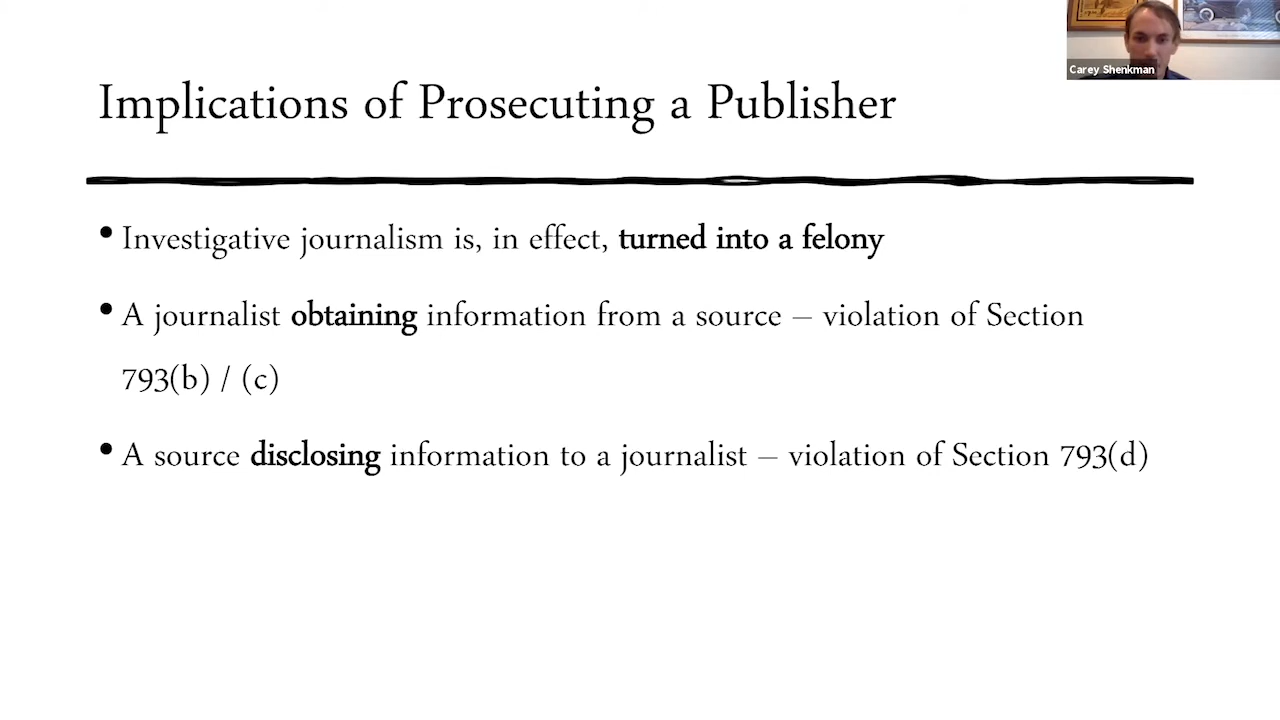 Carey Shenkman
Implications of Prosecuting a Publisher
• Investigative journalism is, in effect, turned into a felony
• A journalist obtaining information from a source – violation of Section
793(b) / (c)
• A source disclosing information to a journalist – violation of Section 793(d)